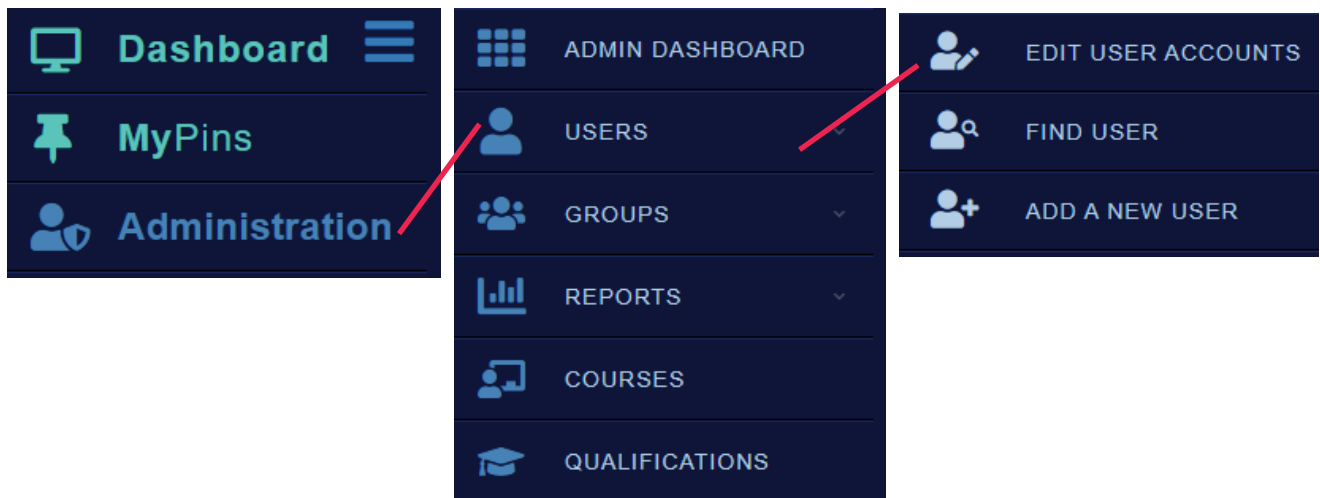 Dashboard
MyPins
Administration
ADMIN DASHBOARD
USERS
GROUPS
REPORTS
COURSES
QUALIFICATIONS
EDIT USER ACCOUNTS
FIND USER
ADD A NEW USER